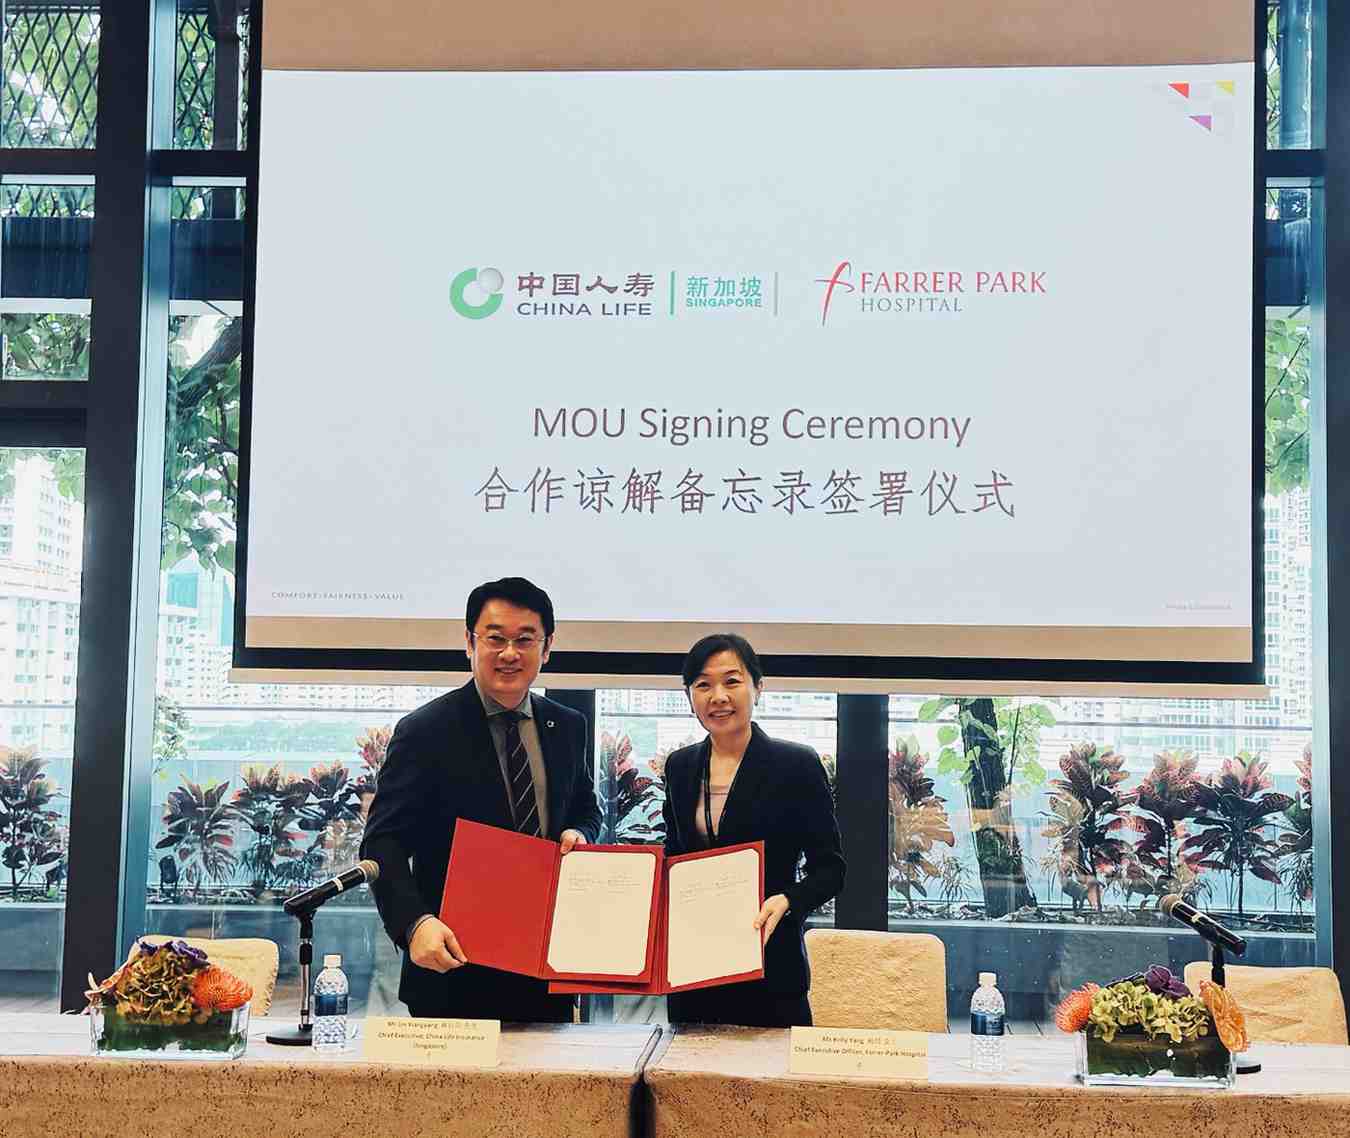 中国人寿
CHINA LIFE
新加坡
SINGAPORE
FARRER PARK
HOSPITAL
MOU Signing Ceremony
合作谅解备忘录签署仪式
COMFORT • FAIRNESS • VALUE
Chief Executive, China Life Insurance
(Singapore)
Chief Executive Officer, Farrer Park Hospital